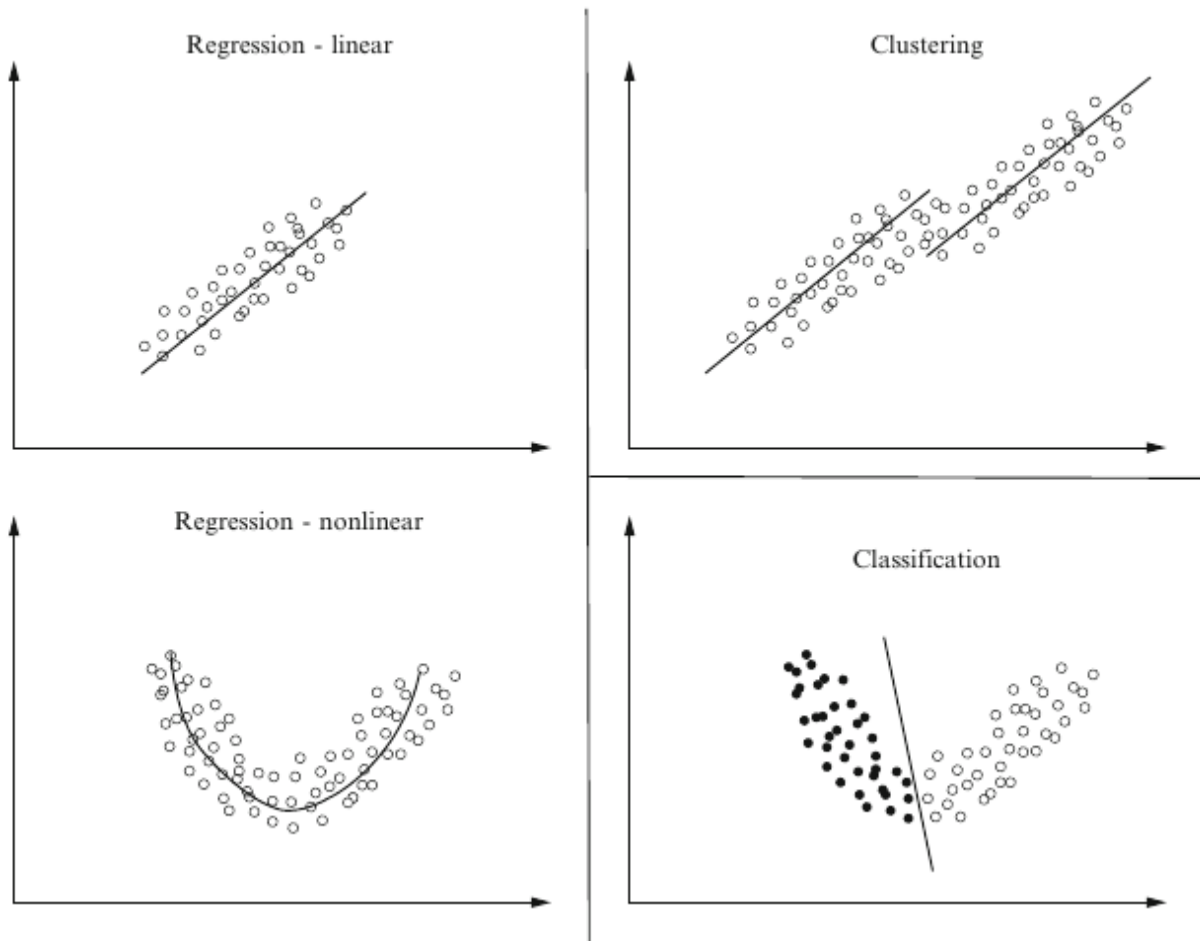 Regression - linear
Clustering
Regression - nonlinear
Classification